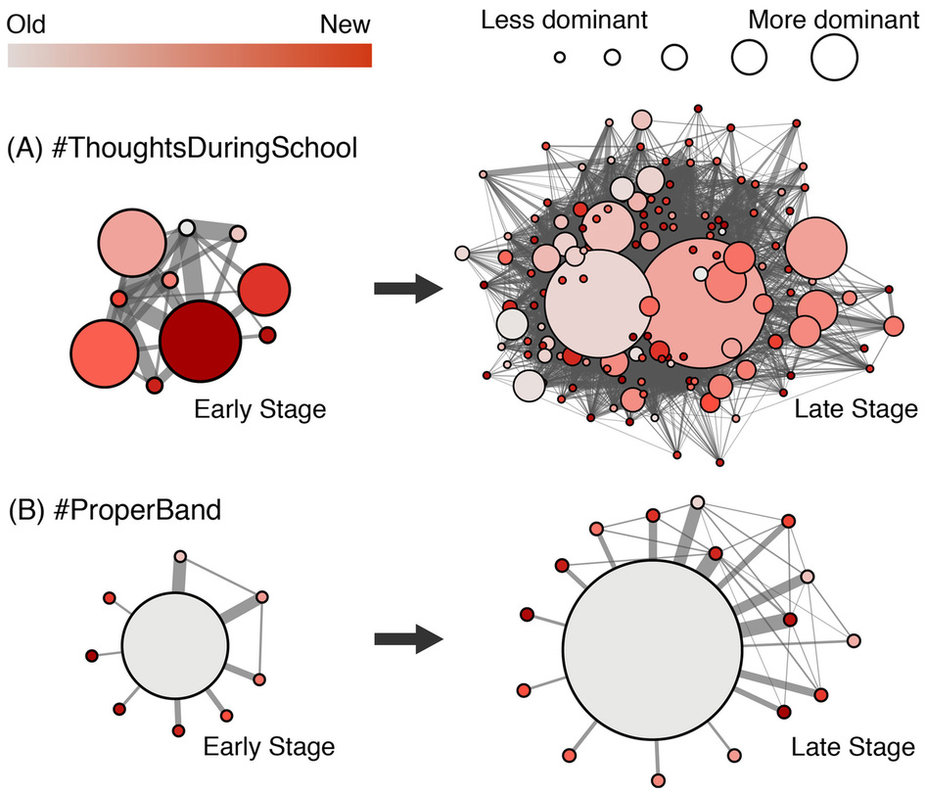 Old New
Less dominant More dominant
(A) #ThoughtsDuringSchool
Early Stage
Late Stage
(B) #ProperBand
Early Stage
Late Stage